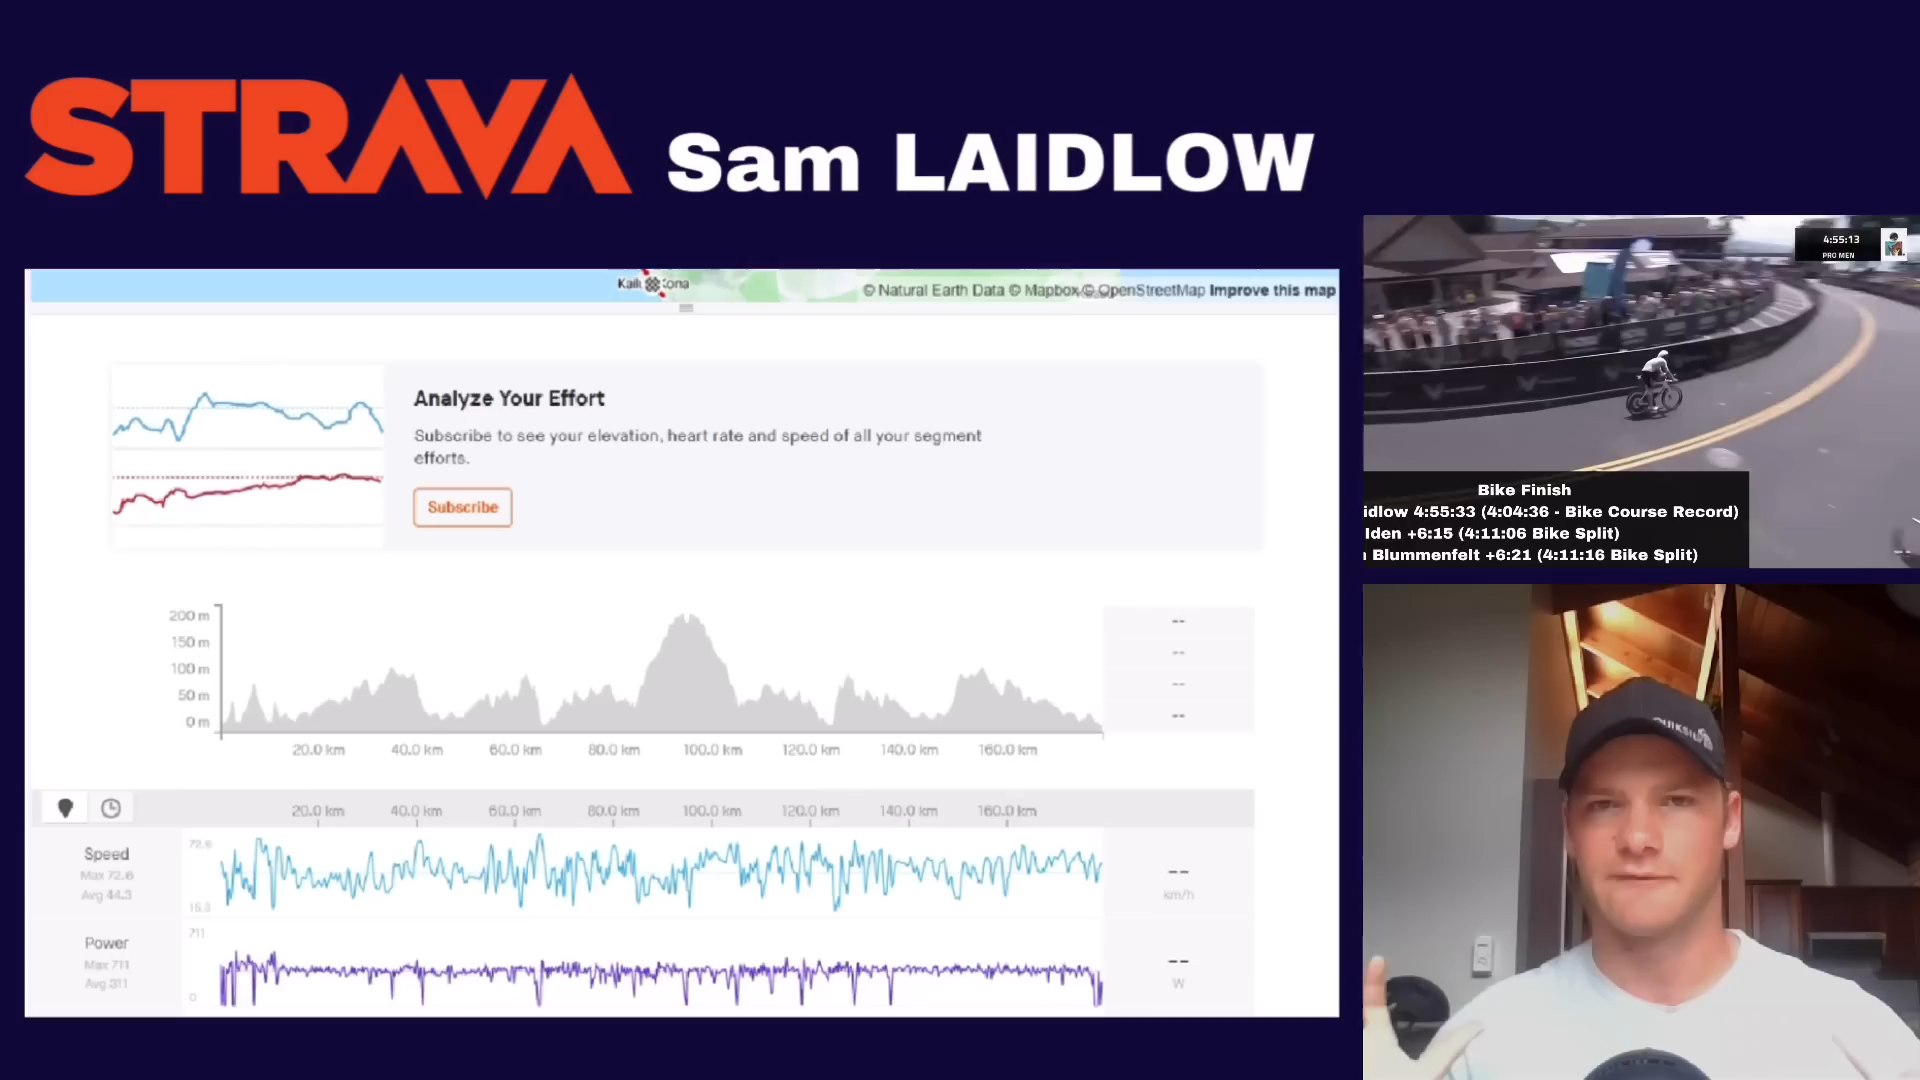 STRAVA Sam LAIDLOW
© Natural Earth Data © Mapbox © OpenStreetMap Improve this map
Analyze Your Effort
Subscribe to see your elevation, heart rate and speed of all your segment
efforts.
Subscribe
200 m
150 m
100 m
50 m
0 m
20.0 km 40.0 km 60.0 km 80.0 km 100.0 km 120.0 km 140.0 km 160.0 km
--
--
--
--
20.0 km 40.0 km 60.0 km 80.0 km 100.0 km 120.0 km 140.0 km 160.0 km
Speed
Max 72.6
Avg 44.3
72.6
15.3
--
km/h
Power
Max 711
Avg 311
711
0
--
W
4:55:13
PRO MEN
Bike Finish
idlow 4:55:33 (4:04:36 - Bike Course Record)
lden +6:15 (4:11:06 Bike Split)
Blummenfelt +6:21 (4:11:16 Bike Split)
QUIKSIL